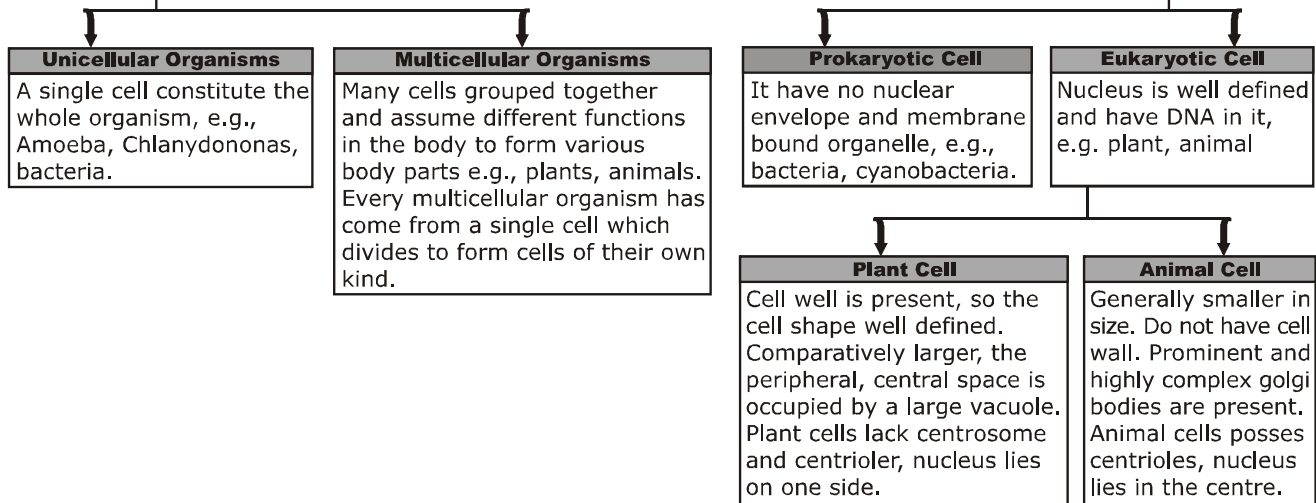 Unicellular Organisms
A single cell constitute the
whole organism, e.g.,
Amoeba, Chlanydononas,
bacteria.
Multicellular Organisms
Many cells grouped together
and assume different functions
in the body to form various
body parts e.g., plants, animals.
Every multicellular organism has
come from a single cell which
divides to form cells of their own
kind.
Prokaryotic Cell
It have no nuclear
envelope and membrane
bound organelle, e.g.,
bacteria, cyanobacteria.
Eukaryotic Cell
Nucleus is well defined
and have DNA in it,
e.g. plant, animal
Plant Cell
Cell well is present, so the
cell shape well defined.
Comparatively larger, the
peripheral, central space is
occupied by a large vacuole.
Plant cells lack centrosome
and centrioler, nucleus lies
on one side.
Animal Cell
Generally smaller in
size. Do not have cell
wall. Prominent and
highly complex golgi
bodies are present.
Animal cells posses
centrioles, nucleus
lies in the centre.